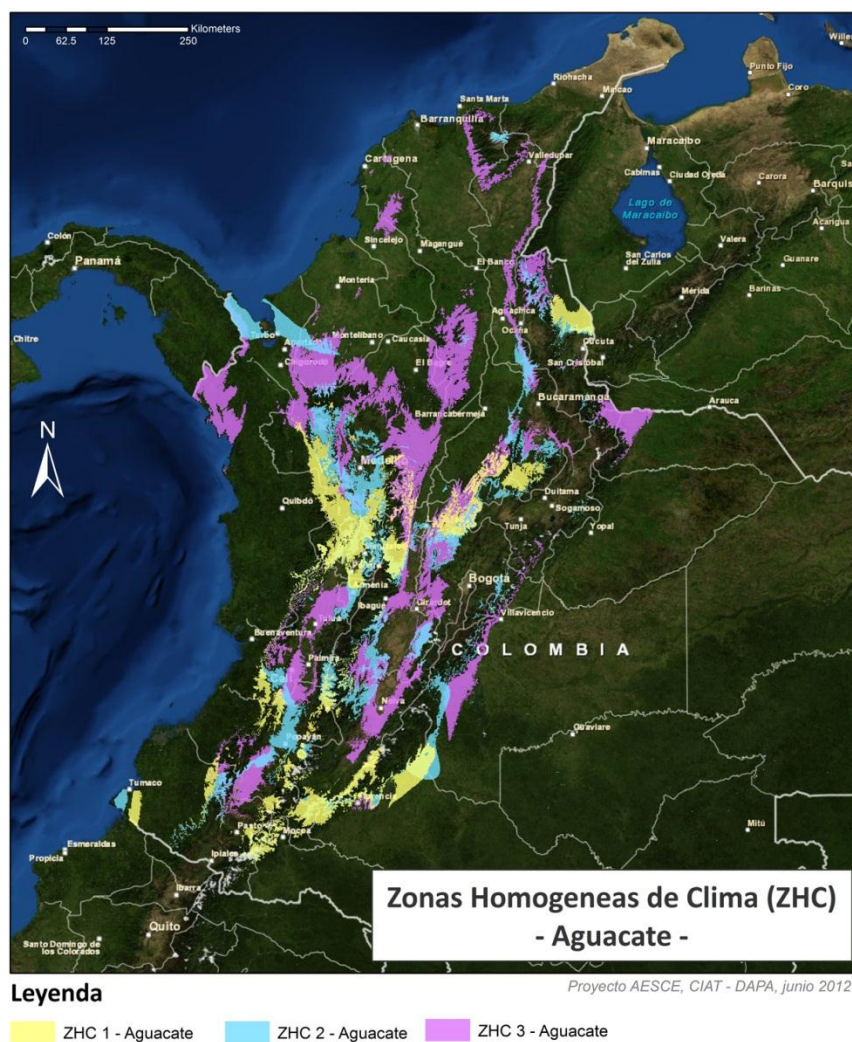 Kilometers
0 62.5 125 250
Wille
Punto Fijo
Riohacha
Coro
Maicao
Santa Marta
Barranquilla
Maracaibo
Cartagena
Valledupar
Cabimas
Ciudad Ojeda
Carora
Barquis
Lago de
Maracaibo
Acarigua
Colón
Sincelejo
Magangué
Valera
Panamá
El Banco
San Carlos
del Zulia
Guanare
Montería
Mérida
Barinas
Aguachica
Ocaña
Chitre
Turbo
Montelibano
Caucasia
Apartadó
Cúcuta
Chigorodó
El Bagre
San Cristóbal
Bucaramanga
Arauca
Barrancabermeja
N
Quibdó
Duitama
Sogamoso
Tunja
Yopal
Armenia
Bogotá
Ibagué
Girardot
Tuluá
Villavicencio
Buenaventura
COLOMBIA
Palmira
Neiva
Popayán
Guaviare
Tumaco
Florencia
Pasto
Mocoa
Mitú
Esmeraldas
Propicia
Ipiales
Ibarra
Quito
Santo Domingo de
los Colorados
Zonas Homogeneas de Clima (ZHC)
- Aguacate -
Leyenda
Proyecto AESCE, CIAT - DAPA, junio 2012
ZHC 1 - Aguacate
ZHC 2 - Aguacate
ZHC 3 - Aguacate